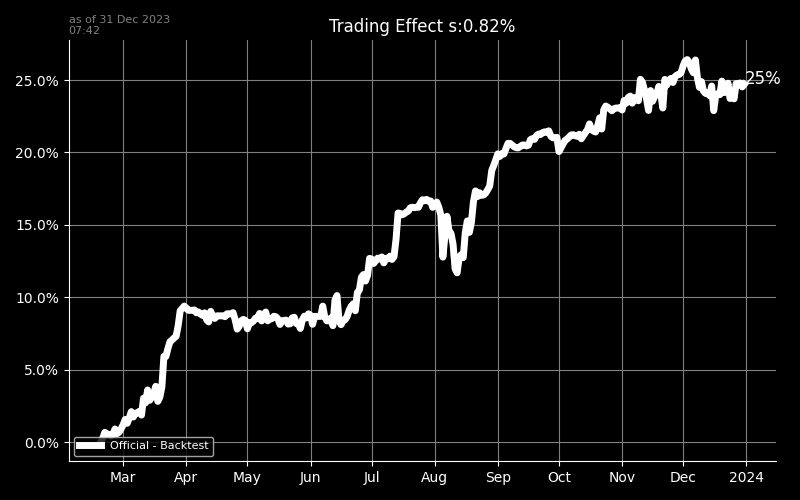 as of 31 Dec 2023
07:42
Trading Effect s:0.82%
25.0%
20.0%
15.0%
10.0%
5.0%
0.0%
25%
Official - Backtest
Mar Apr May Jun Jul Aug Sep Oct Nov Dec 2024